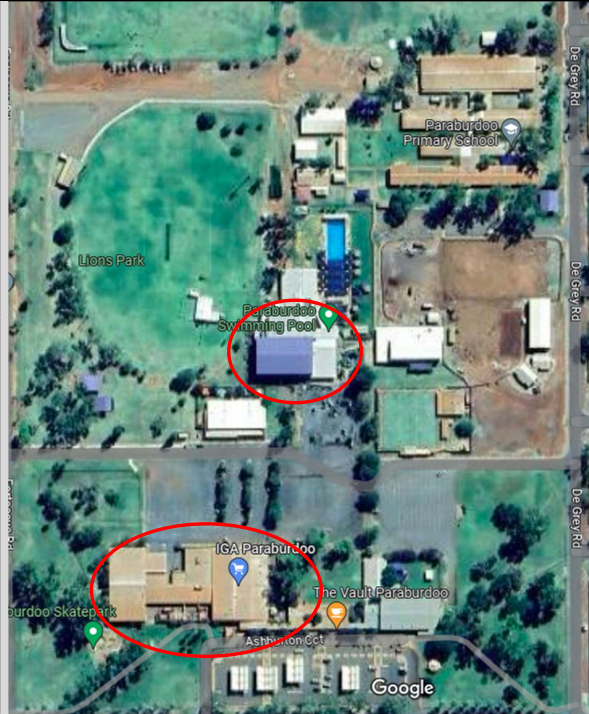 De Grey Rd
Paraburdoo
Primary School
Lions Park
De Grey Rd
Paraburdoo
Swimming Pool
De Grey Rd
IGA Paraburdoo
The Vault Paraburdoo
burdoo Skatepark
Ashburton Cct
Google